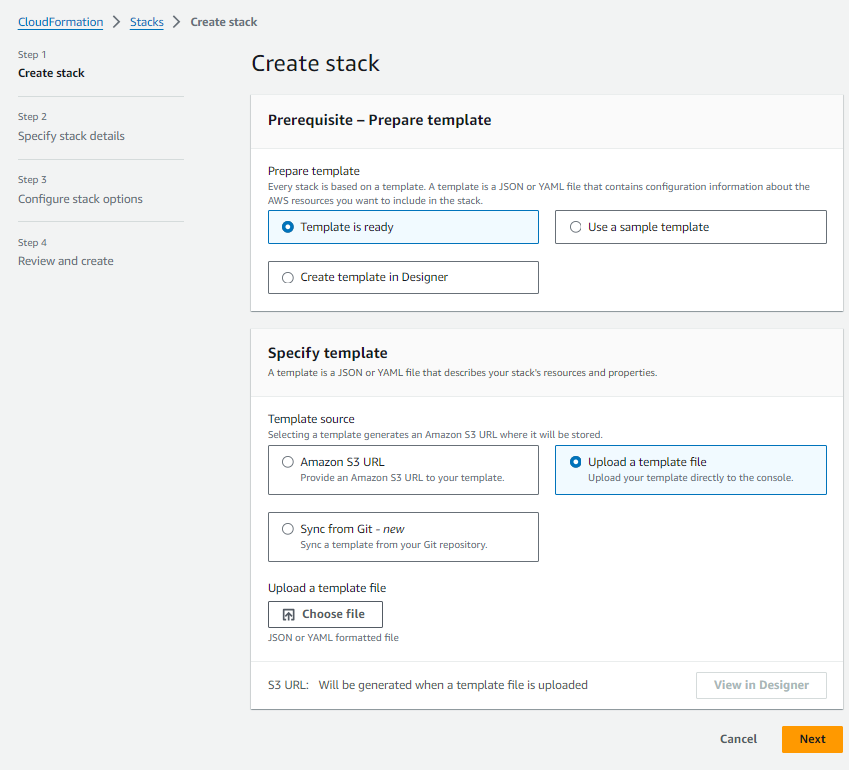 CloudFormation > Stacks > Create stack
Step 1
Create stack
Step 2
Specify stack details
Step 3
Configure stack options
Step 4
Review and create
Create stack
Prerequisite – Prepare template
Prepare template
Every stack is based on a template. A template is a JSON or YAML file that contains configuration information about the
AWS resources you want to include in the stack.
Template is ready
Use a sample template
Create template in Designer
Specify template
A template is a JSON or YAML file that describes your stack's resources and properties.
Template source
Selecting a template generates an Amazon S3 URL where it will be stored.
Amazon S3 URL
Provide an Amazon S3 URL to your template.
Upload a template file
Upload your template directly to the console.
Sync from Git - new
Sync a template from your Git repository.
Upload a template file
Choose file
JSON or YAML formatted file
S3 URL: Will be generated when a template file is uploaded
View in Designer
Cancel
Next